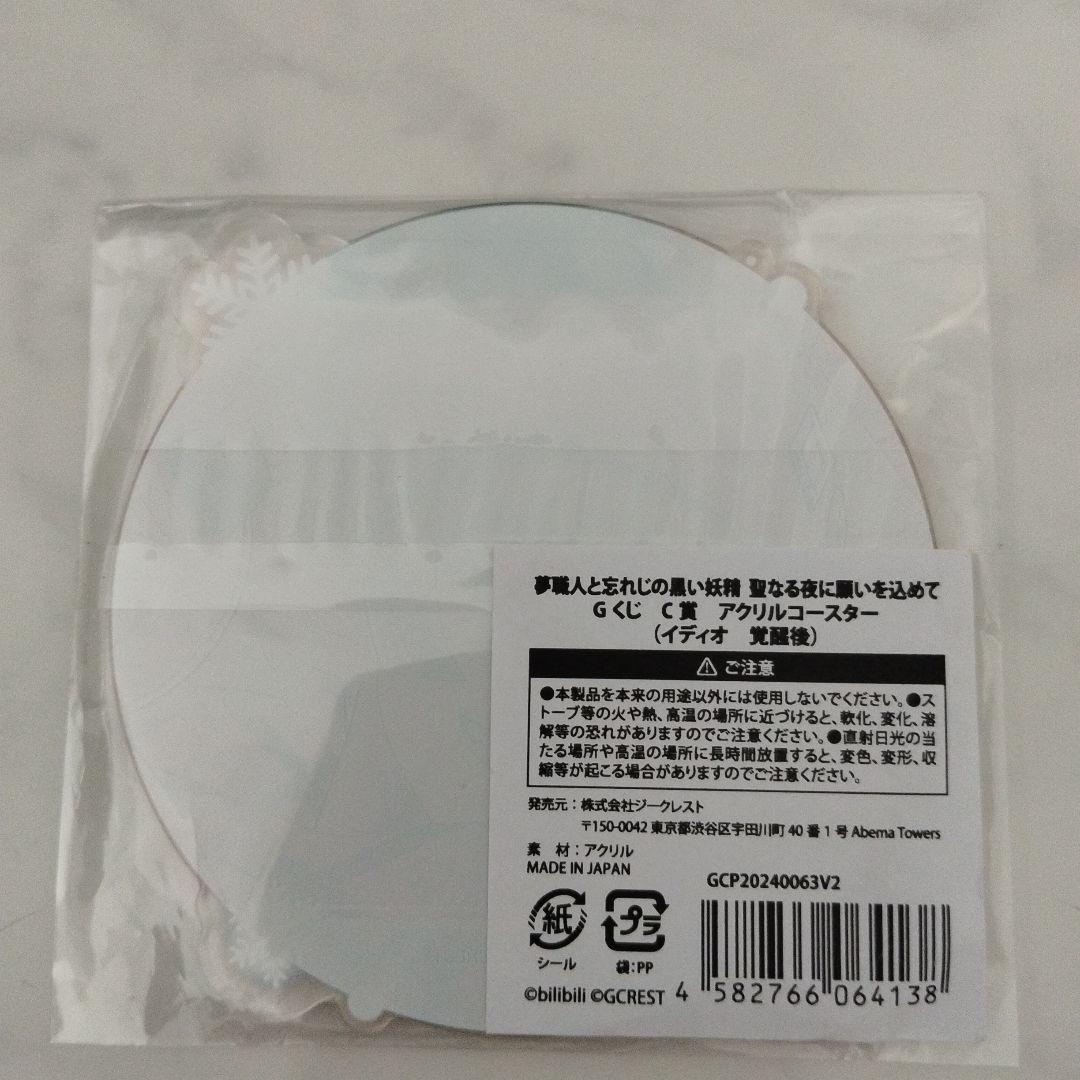 夢職人と忘れじの黒い妖精 聖なる夜に願いを込めて
Gくじ C賞 アクリルコースター
(イディオ 覚醒後)
⚠ ご注意
●本製品を本来の用途以外には使用しないでください。●ス
トーブ等の火や熱、高温の場所に近づけると、軟化、変化、溶
解等の恐れがありますのでご注意ください。●直射日光の当
たる場所や高温の場所に長時間放置すると、変色、変形、収
縮等が起こる場合がありますのでご注意ください。
発売元:株式会社ジークレスト
〒150-0042 東京都渋谷区宇田川町 40 番 1 号 Abema Towers
素 材:アクリル
MADE IN JAPAN
GCP20240063V2
紙
シール
プラ
袋:PP
©bilibili ©GCREST
4 582766 064138